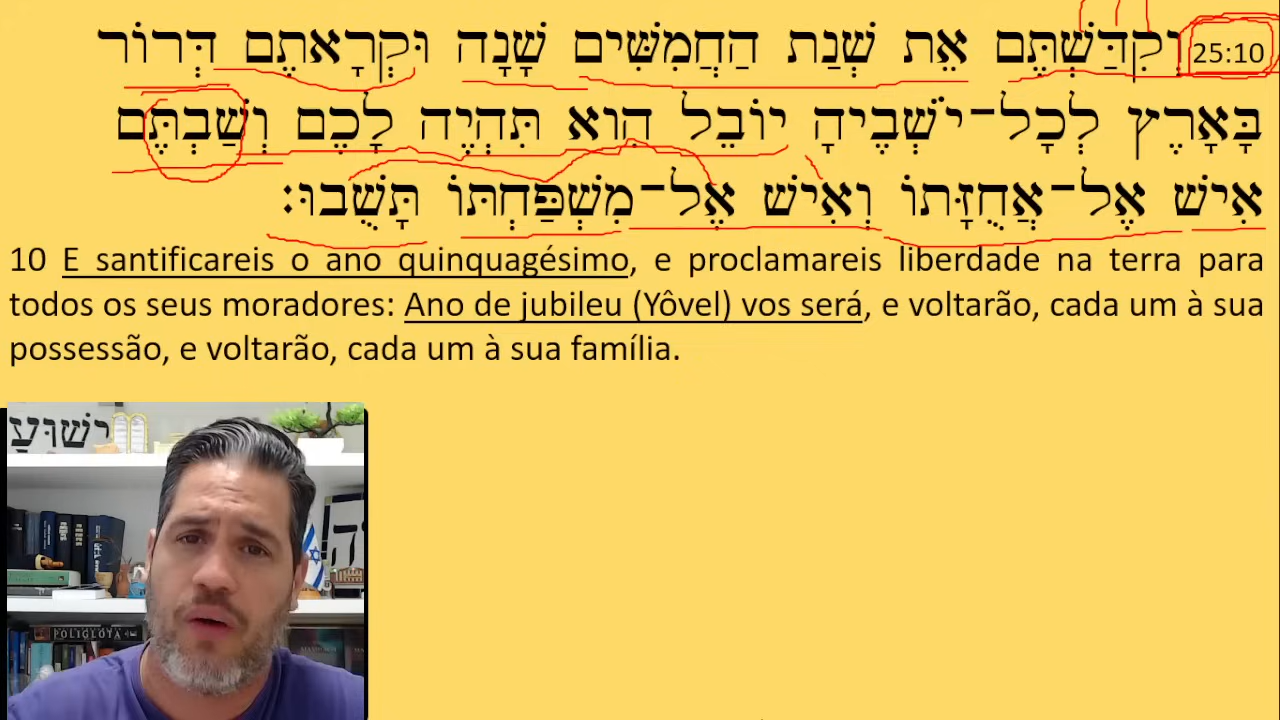 25:10 וְקִדַּשְׁתֶּם אֵת שְׁנַת הַחֲמִשִּׁים שָׁנָה וּקְרָאתֶם דְּרוֹר
בָּאָרֶץ לְכָל־יֹשְׁבֶיהָ יוֹבֵל הִוא תִּהְיֶה לָכֶם וְשַׁבְתֶּם
אִישׁ אֶל־אֲחֻזָּתוֹ וְאִישׁ אֶל־מִשְׁפַּחְתּוֹ תָּשֻׁבוּ׃
10 E santificareis o ano quinquagésimo, e proclamareis liberdade na terra para
todos os seus moradores: Ano de jubileu (Yôvel) vos será, e voltarão, cada um à sua
possessão, e voltarão, cada um à sua família.
ישוע
POLIGLOTA